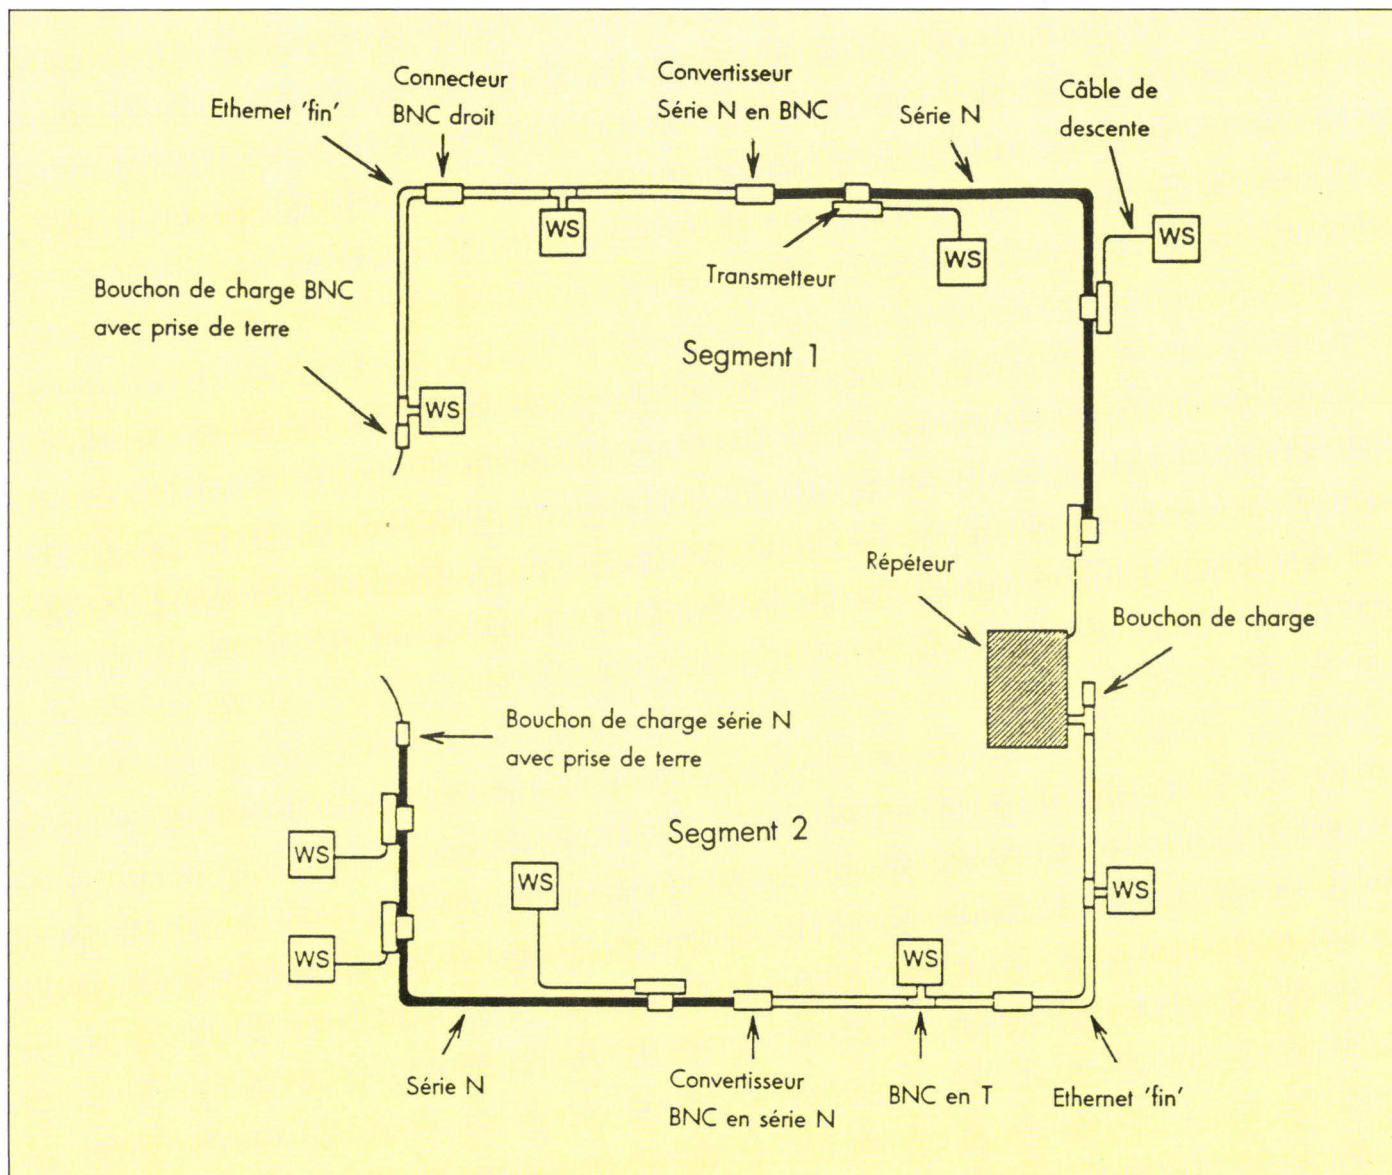 Connecteur
BNC droit
Ethernet 'fin'
Convertisseur
Série N en BNC
Série N
Câble de
descente
WS
WS
WS
Transmetteur
Bouchon de charge BNC
avec prise de terre
Segment 1
WS
Répéteur
Bouchon de charge
Bouchon de charge série N
avec prise de terre
Segment 2
WS
WS
WS
WS
WS
Série N
Convertisseur
BNC en série N
BNC en T
Ethernet 'fin'